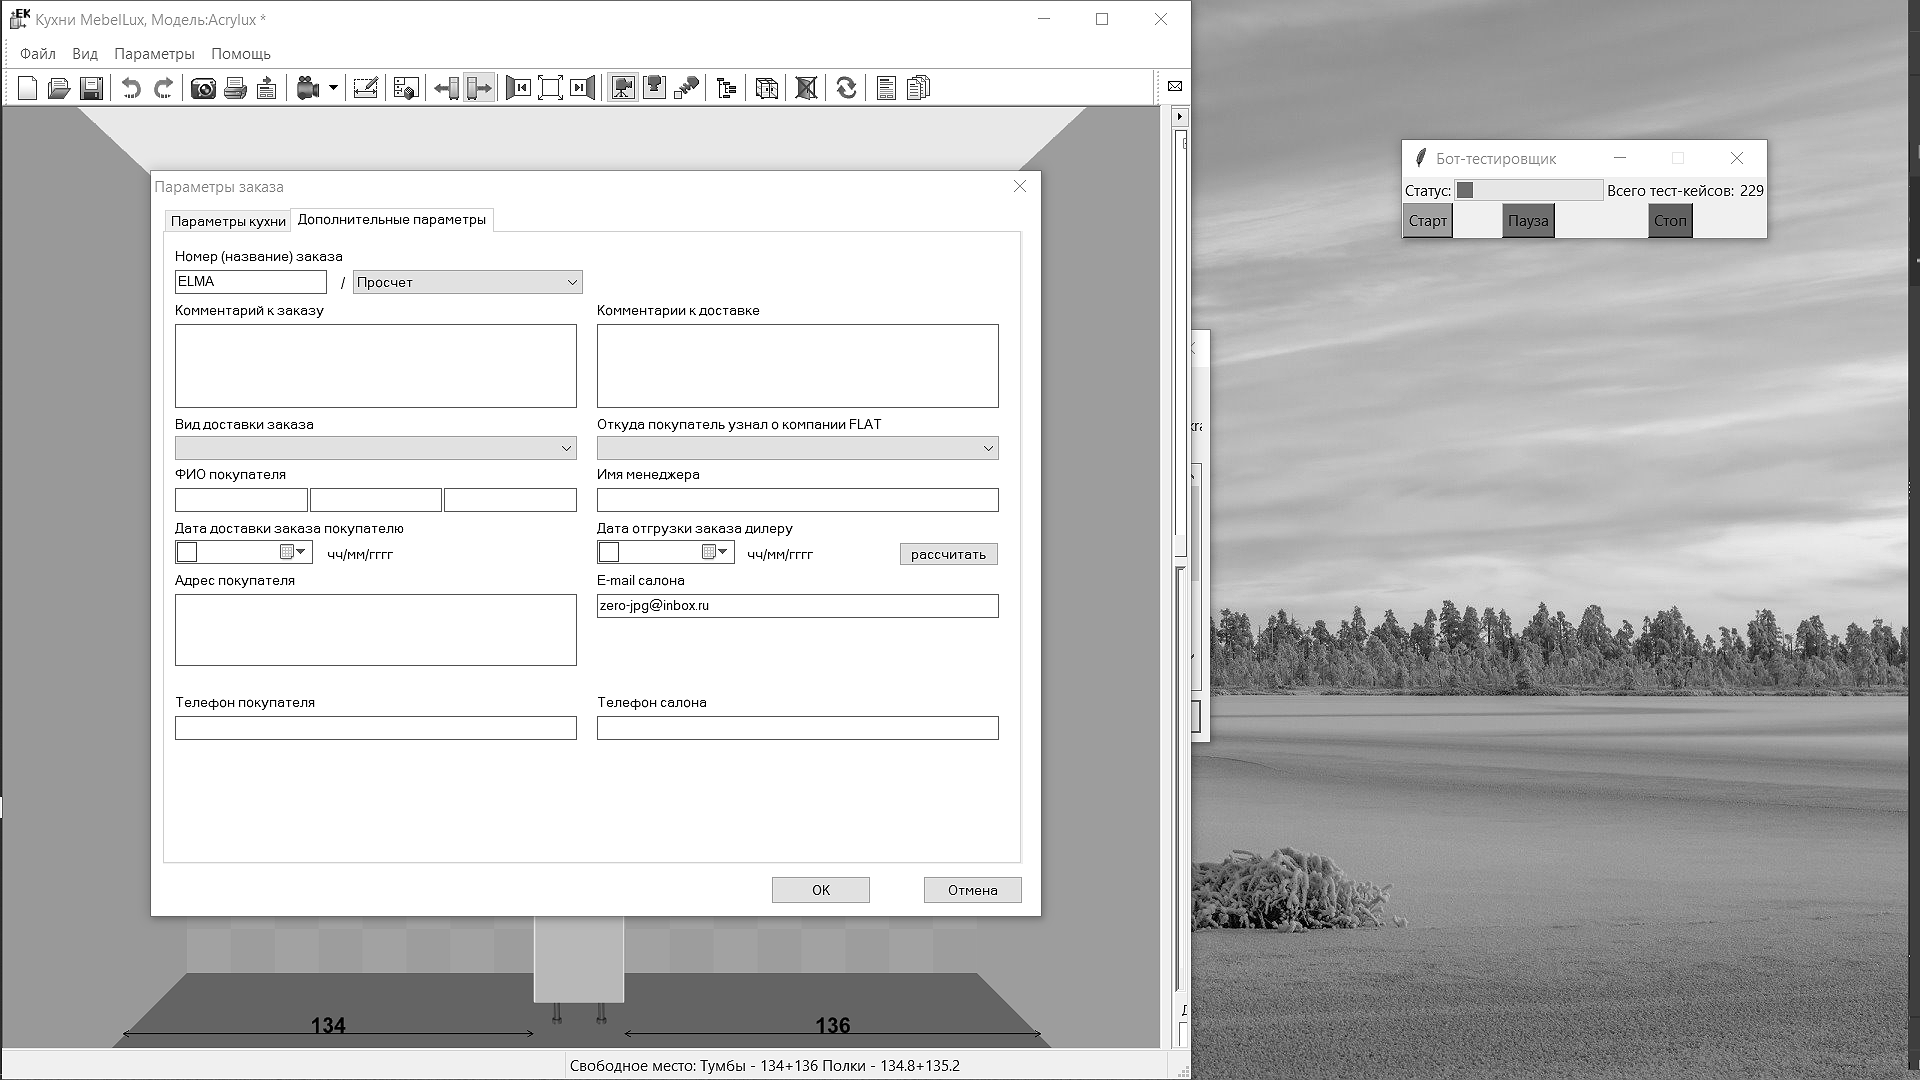 EK Кухни MebelLux, Модель:Acrylux *
Файл Вид Параметры Помощь
Параметры заказа
Параметры кухни Дополнительные параметры
Номер (название) заказа
ELMA / Просчет
Комментарий к заказу Комментарии к доставке
Вид доставки заказа Откуда покупатель узнал о компании FLAT
ФИО покупателя Имя менеджера
Дата доставки заказа покупателю Дата отгрузки заказа дилеру
чч/мм/гггг чч/мм/гггг рассчитать
Адрес покупателя E-mail салона
zero-jpg@inbox.ru
Телефон покупателя Телефон салона
OK Отмена
134 136
Свободное место: Тумбы - 134+136 Полки - 134.8+135.2
Бот-тестировщик
Статус: Всего тест-кейсов: 229
Старт Пауза Стоп